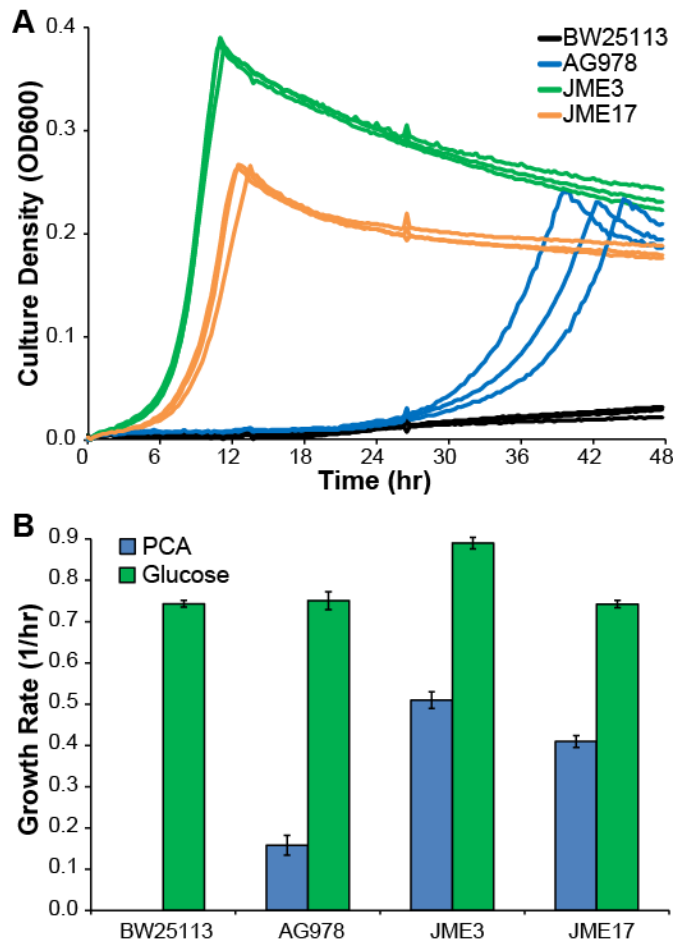 A
BW25113
AG978
JME3
JME17
Culture Density (OD600)
0.4
0.3
0.2
0.1
0.0
0 6 12 18 24 30 36 42 48
Time (hr)
B
PCA
Glucose
Growth Rate (1/hr)
0.9
0.8
0.7
0.6
0.5
0.4
0.3
0.2
0.1
0.0
BW25113 AG978 JME3 JME17